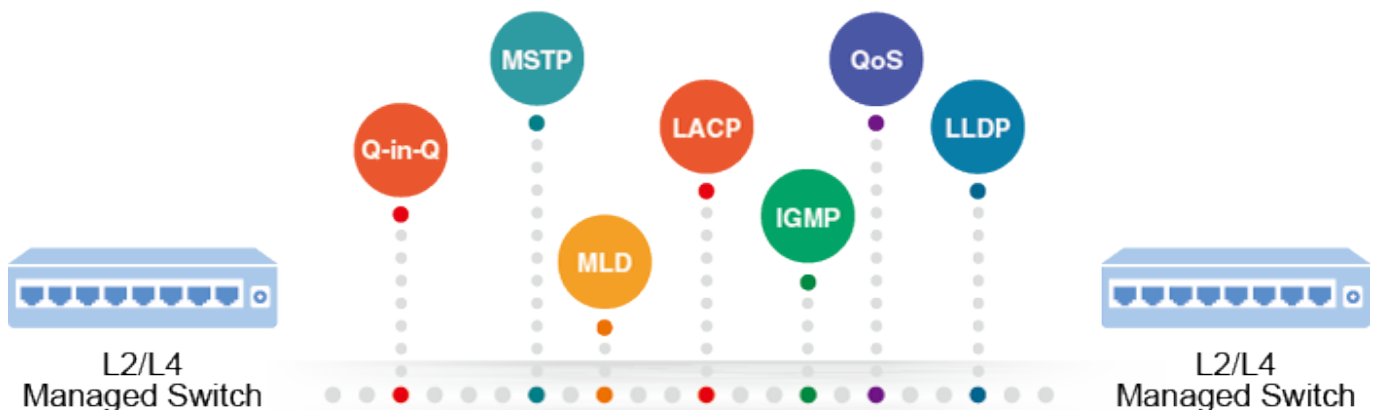 MSTP
QoS
Q-in-Q
LACP
LLDP
IGMP
MLD
L2/L4
Managed Switch
L2/L4
Managed Switch